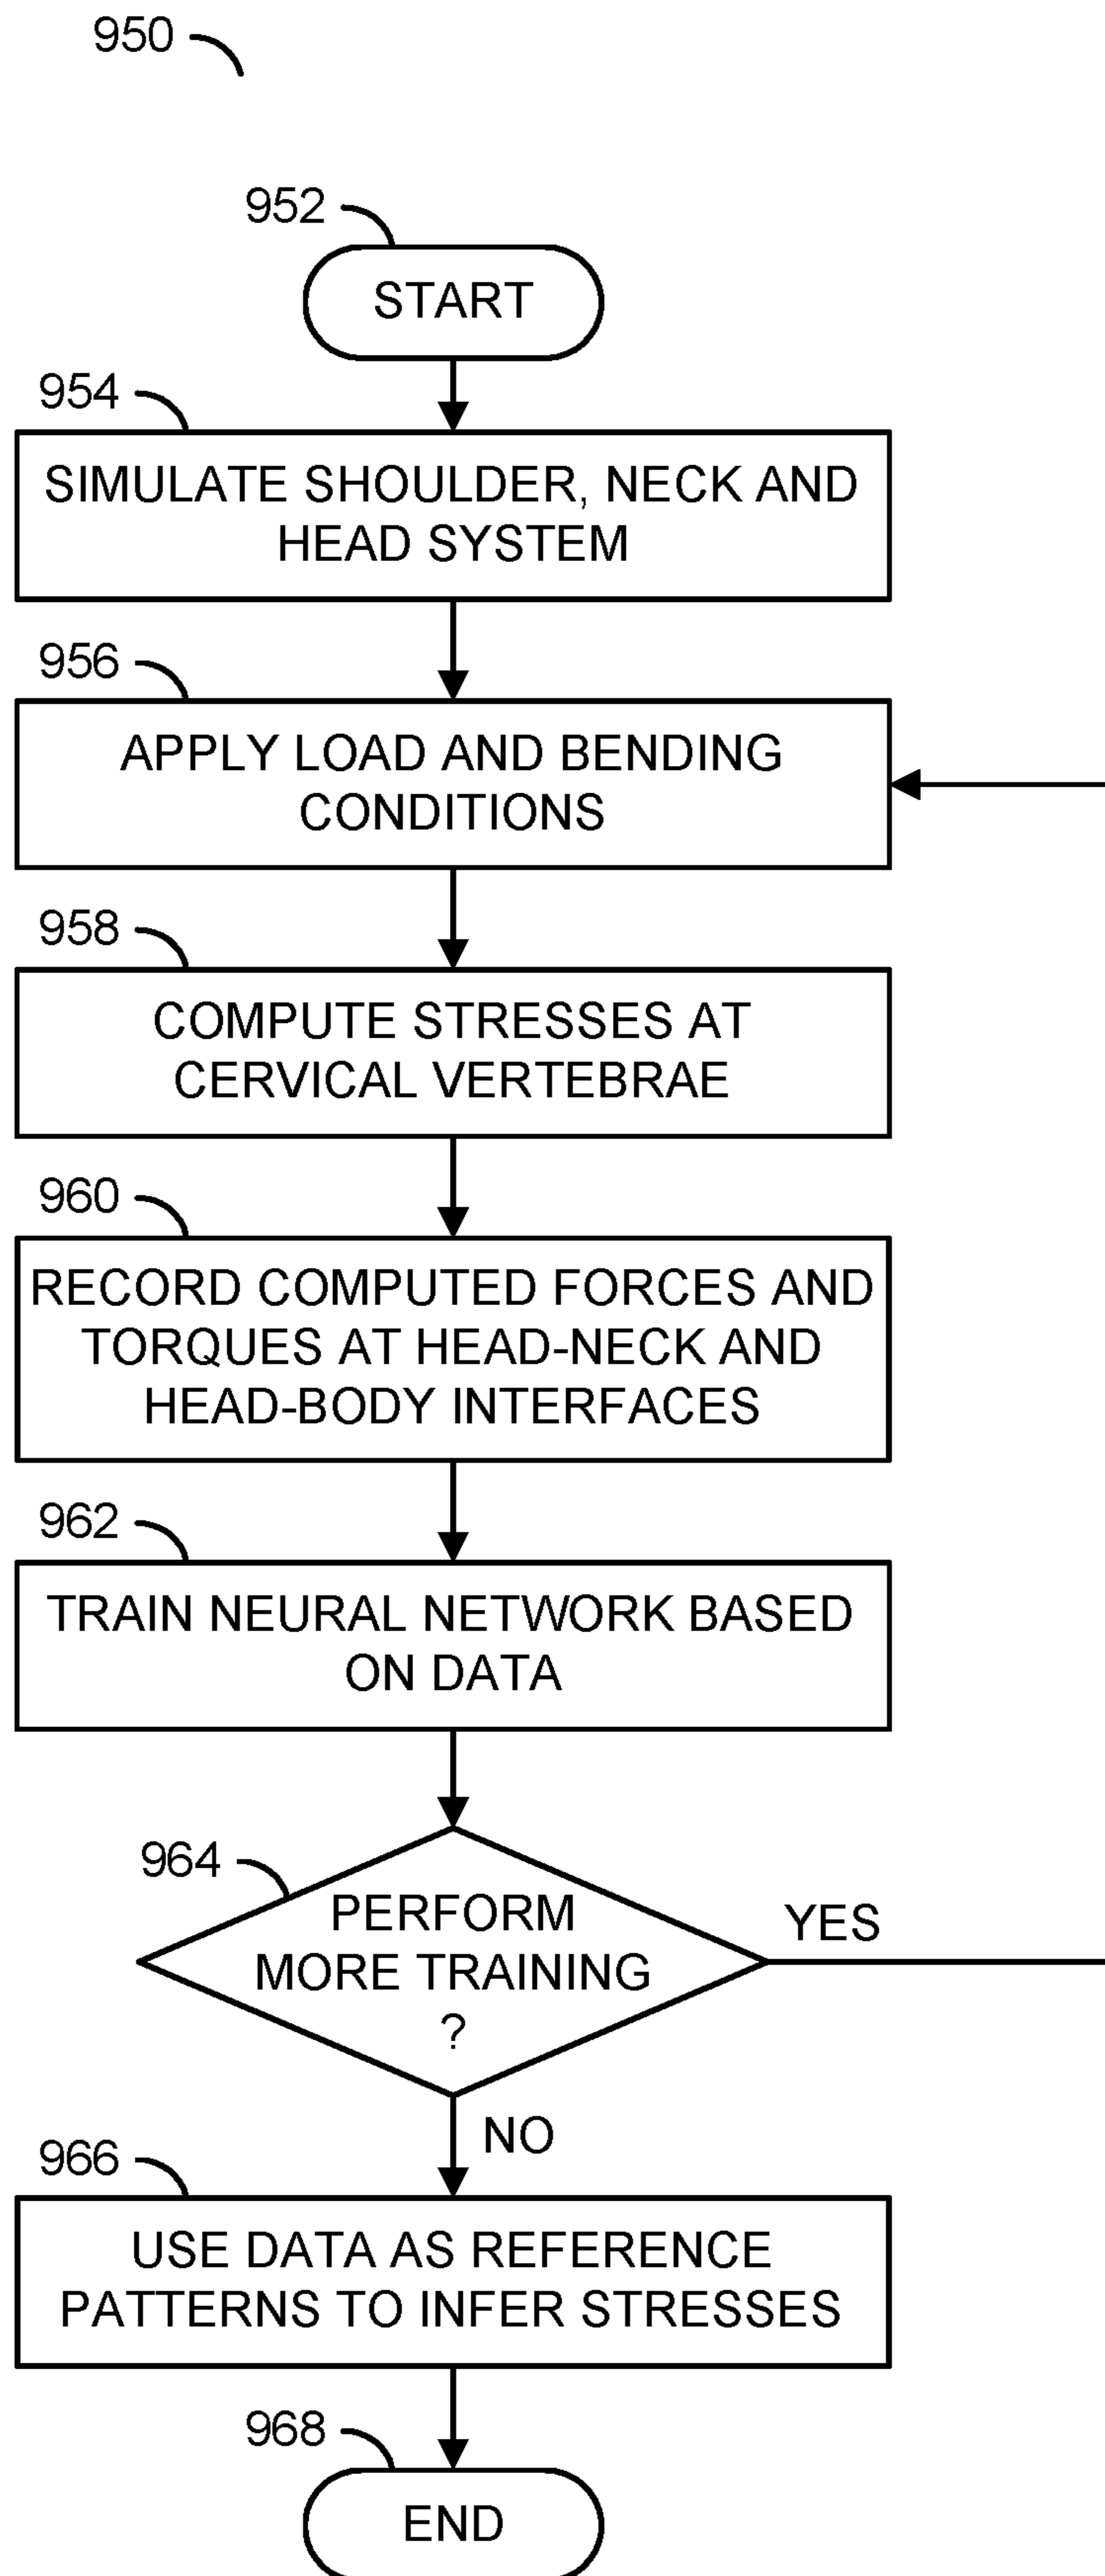 950
952
START
954
SIMULATE SHOULDER, NECK AND
HEAD SYSTEM
956
APPLY LOAD AND BENDING
CONDITIONS
958
COMPUTE STRESSES AT
CERVICAL VERTEBRAE
960
RECORD COMPUTED FORCES AND
TORQUES AT HEAD-NECK AND
HEAD-BODY INTERFACES
962
TRAIN NEURAL NETWORK BASED
ON DATA
964
PERFORM
MORE TRAINING
?
YES
NO
966
USE DATA AS REFERENCE
PATTERNS TO INFER STRESSES
968
END